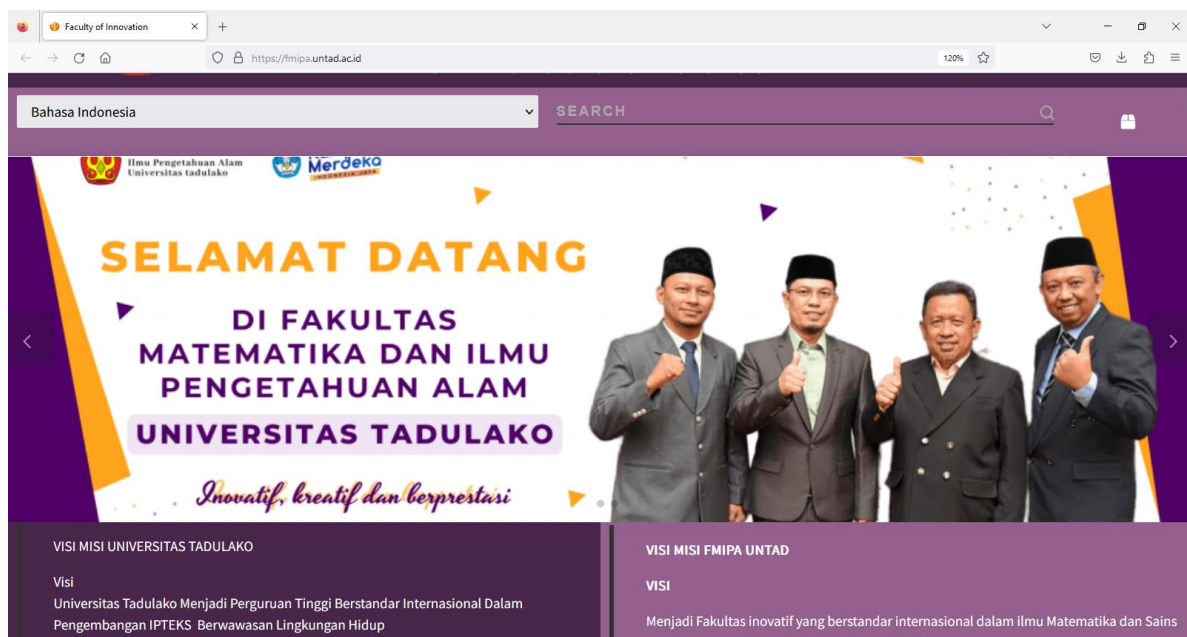 Faculty of Innovation
https://fmipa.untad.ac.id
120%
Bahasa Indonesia
SEARCH
Ilmu Pengetahuan Alam
Universitas tadulako
Merdeka
INDONESIA JAYA
SELAMAT DATANG
DI FAKULTAS
MATEMATIKA DAN ILMU
PENGETAHUAN ALAM
UNIVERSITAS TADULAKO
Inovatif, kreatif dan berprestasi
VISI MISI UNIVERSITAS TADULAKO
Visi
Universitas Tadulako Menjadi Perguruan Tinggi Berstandar Internasional Dalam
Pengembangan IPTEKS Berwawasan Lingkungan Hidup
VISI MISI FMIPA UNTAD
VISI
Menjadi Fakultas inovatif yang berstandar internasional dalam ilmu Matematika dan Sains